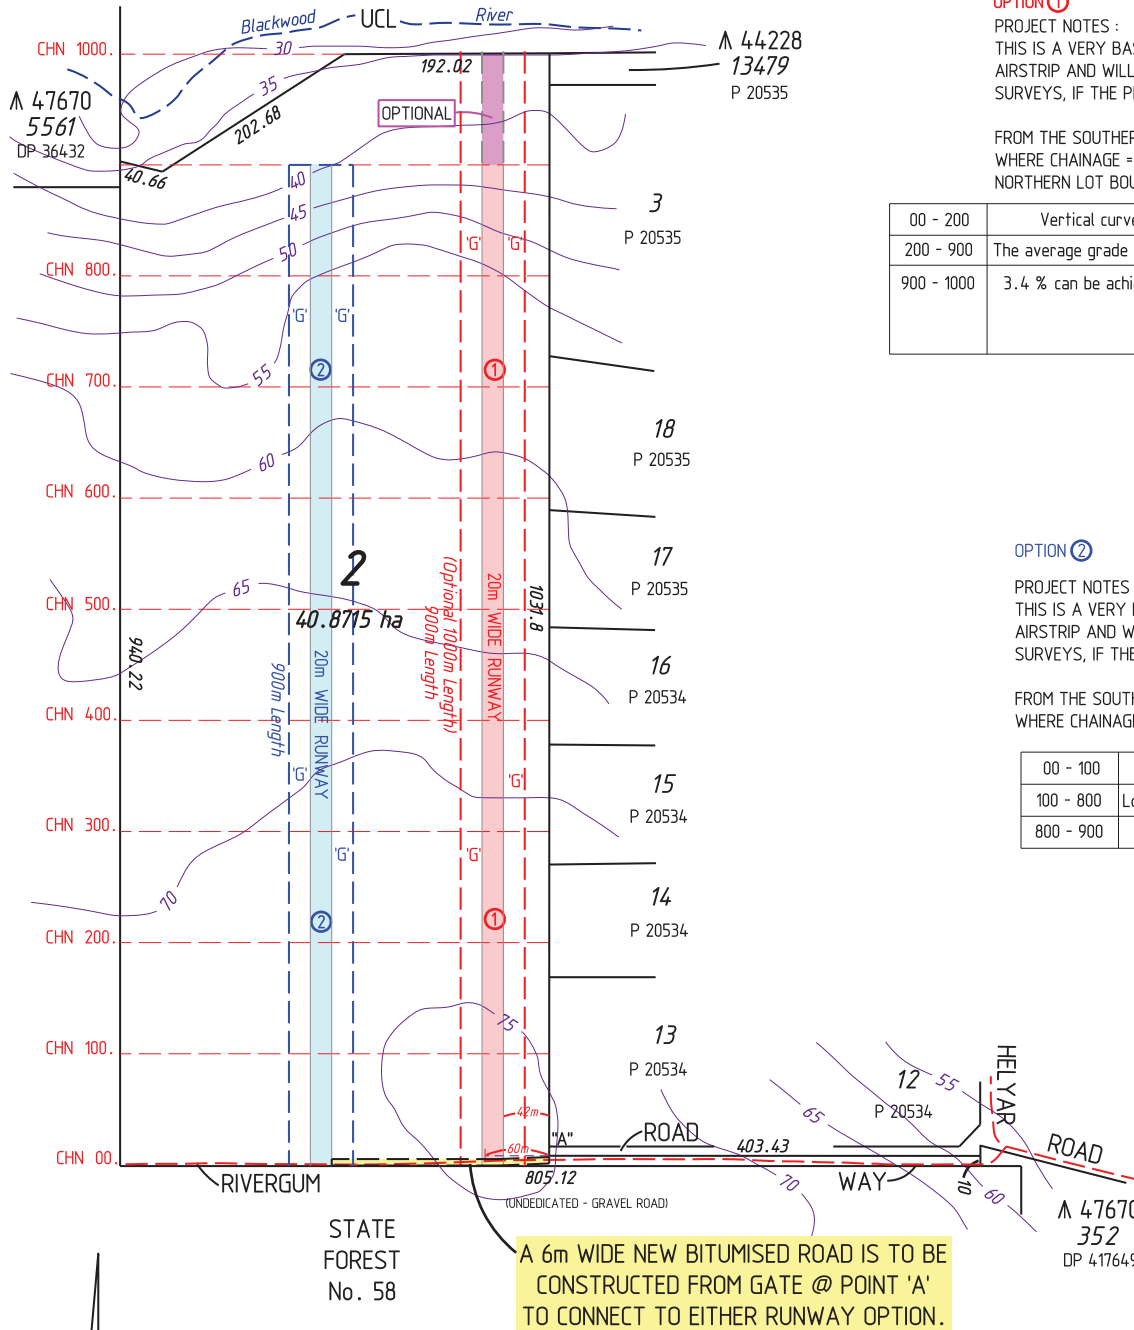 OPTION 1
PROJECT NOTES :
THIS IS A VERY BAS
AIRSTRIP AND WILL
SURVEYS, IF THE P
FROM THE SOUTHER
WHERE CHAINAGE =
NORTHERN LOT BOU
00 - 200 Vertical curve
200 - 900 The average grade
900 - 1000 3.4 % can be achi
OPTION 2
PROJECT NOTES
THIS IS A VERY
AIRSTRIP AND W
SURVEYS, IF THE
FROM THE SOUTH
WHERE CHAINAGE
00 - 100
100 - 800 Lo
800 - 900
Blackwood
UCL
River
CHN 1000.
30
35
192.02
44228
13479
P 20535
47670
5561
DP 36432
202.68
OPTIONAL
40.66
40
45
50
3
P 20535
'G'
'G'
CHN 800.
'G'
'G'
2
1
55
CHN 700.
18
P 20535
60
CHN 600.
17
P 20535
2
40.8715 ha
65
CHN 500.
940.22
900m Length
20m WIDE RUNWAY
(Optional 1000m Length)
900m Length
20m WIDE RUNWAY
1031.8
16
P 20534
CHN 400.
'G'
'G'
15
P 20534
CHN 300.
'G'
'G'
70
14
P 20534
2
1
CHN 200.
75
13
P 20534
CHN 100.
12
P 20534
55
HELYAR
65
42m
"A"
ROAD
403.43
ROAD
60m
CHN 00.
RIVERGUM
805.12
WAY
10
60
70
(UNDEDICATED - GRAVEL ROAD)
47670
352
DP 417649
STATE
FOREST
No. 58
A 6m WIDE NEW BITUMISED ROAD IS TO BE
CONSTRUCTED FROM GATE @ POINT 'A'
TO CONNECT TO EITHER RUNWAY OPTION.